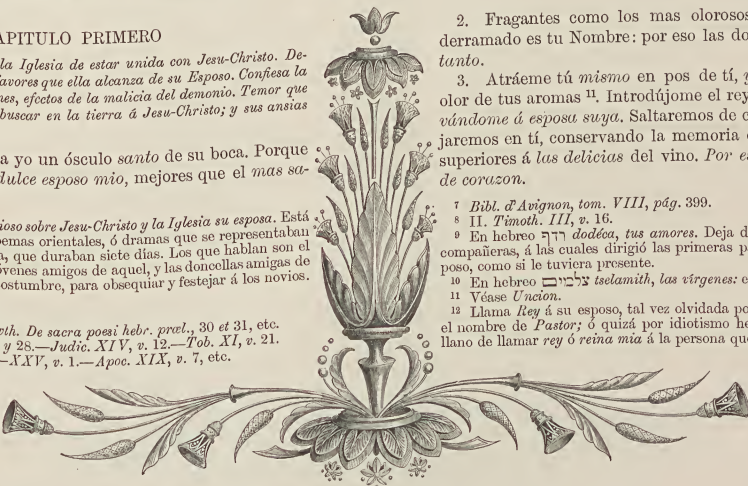 CAPITULO PRIMERO
la Iglesia de estar unida con Jesu-Christo. De-
favores que ella alcanza de su Esposo. Confiesa la
nes, efectos de la malicia del demonio. Temor que
buscar en la tierra á Jesu-Christo; y sus ansias
a yo un ósculo santo de su boca. Porque
dulce esposo mio, mejores que el mas sa-
ioso sobre Jesu-Christo y la Iglesia su esposa. Está
oemas orientales, ó dramas que se representaban
a, que duraban siete días. Los que hablan son el
óvenes amigos de aquel, y las doncellas amigas de
ostumbre, para obsequiar y festejar á los novios.
wth. De sacra poesi hebr. præl., 30 et 31, etc.
y 28.—Judic. XIV, v. 12.—Tob. XI, v. 21.
—XXV, v. 1.—Apoc. XIX, v. 7, etc.
2. Fragantes como los mas olorosos
derramado es tu Nombre: por eso las do
tanto.
3. Atráeme tú mismo en pos de tí, y
olor de tus aromas 11. Introdújome el rey
vándome á esposa suya. Saltaremos de c
jaremos en tí, conservando la memoria
superiores á las delicias del vino. Por e
de corazon.
7 Bibl. d'Avignon, tom. VIII, pág. 399.
8 II. Timoth. III, v. 16.
9 En hebreo דדך dodéca, tus amores. Deja d
compañeras, á las cuales dirigió las primeras p
poso, como si le tuviera presente.
10 En hebreo tselamith, las vírgenes: e
11 Véase Uncion.
12 Llama Rey á su esposo, tal vez olvidada po
el nombre de Pastor; ó quizá por idiotismo he
llano de llamar rey ó reina mia á la persona que